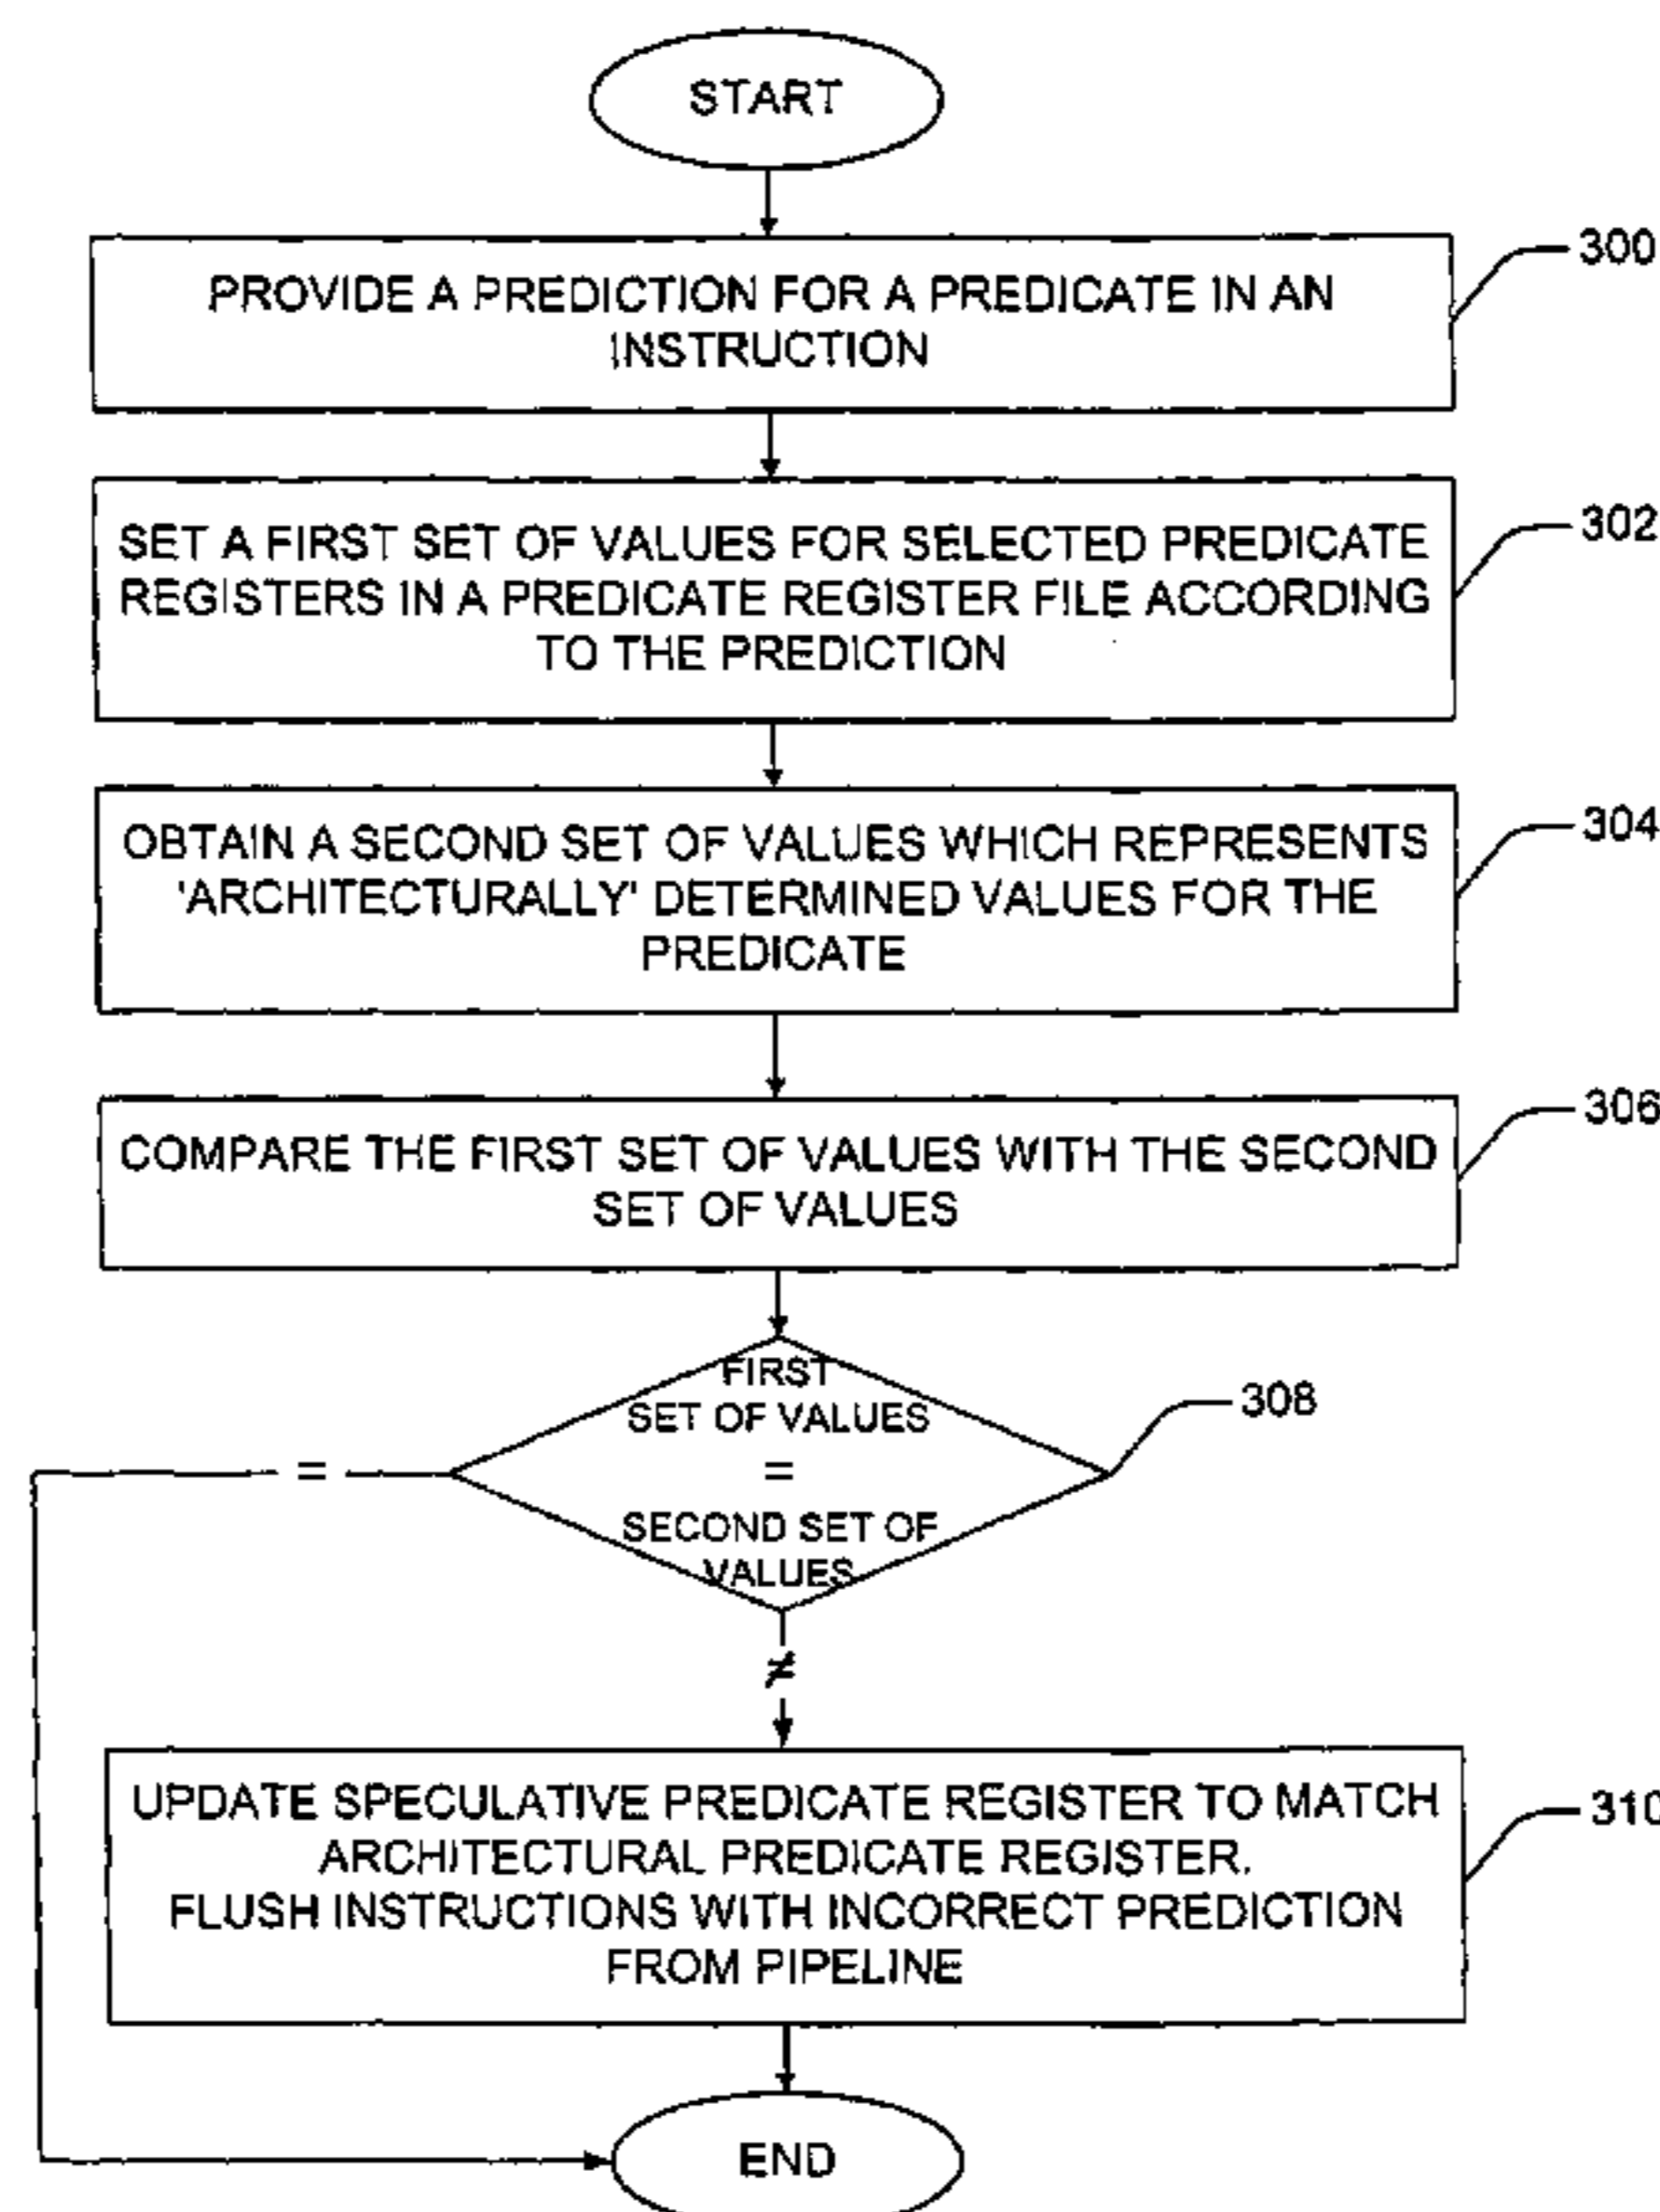 START
300
PROVIDE A PREDICTION FOR A PREDICATE IN AN
INSTRUCTION
302
SET A FIRST SET OF VALUES FOR SELECTED PREDICATE
REGISTERS IN A PREDICATE REGISTER FILE ACCORDING
TO THE PREDICTION
304
OBTAIN A SECOND SET OF VALUES WHICH REPRESENTS
'ARCHITECTURALLY' DETERMINED VALUES FOR THE
PREDICATE
306
COMPARE THE FIRST SET OF VALUES WITH THE SECOND
SET OF VALUES
308
FIRST
SET OF VALUES
=
=
SECOND SET OF
VALUES
≠
310
UPDATE SPECULATIVE PREDICATE REGISTER TO MATCH
ARCHITECTURAL PREDICATE REGISTER.
FLUSH INSTRUCTIONS WITH INCORRECT PREDICTION
FROM PIPELINE
END